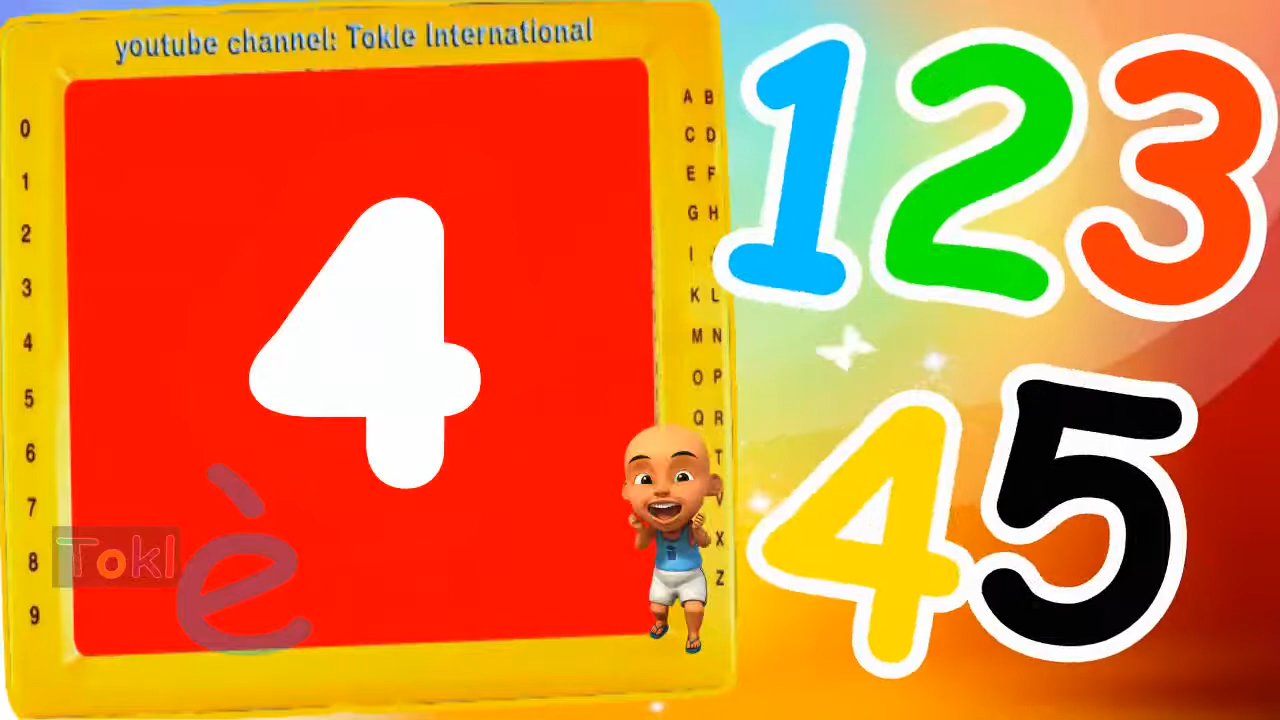 youtube channel: Tokle International
0
1
2
3
4
5
6
7
8
9
4
A B
C D
E F
G H
I
K L
M N
O P
Q R
T
V
X
Z
123
45
Toklè
i